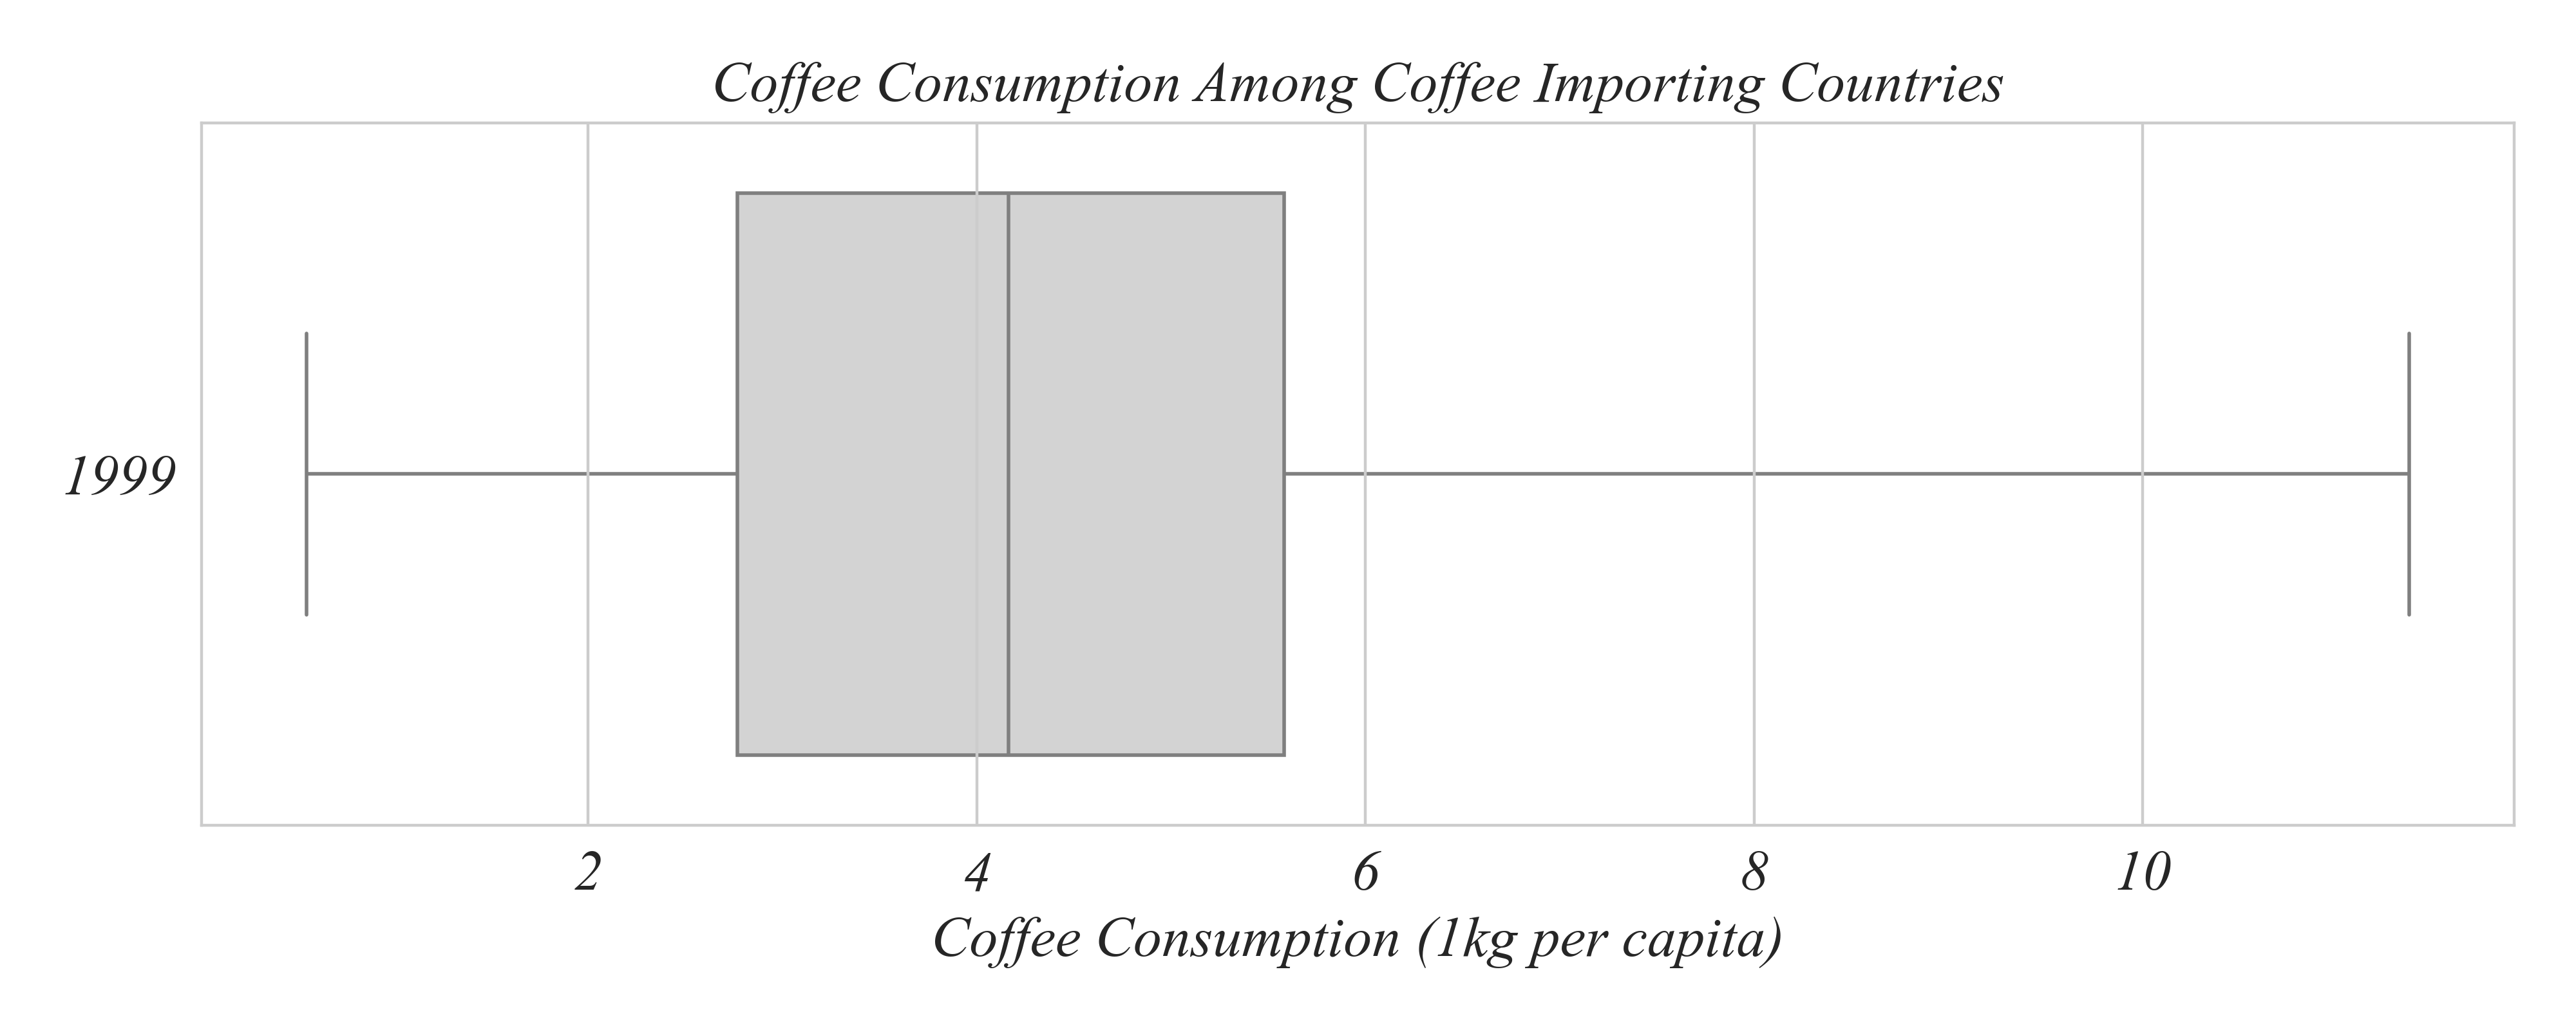 Coffee Consumption Among Coffee Importing Countries
1999
2 4 6 8 10
Coffee Consumption (1kg per capita)